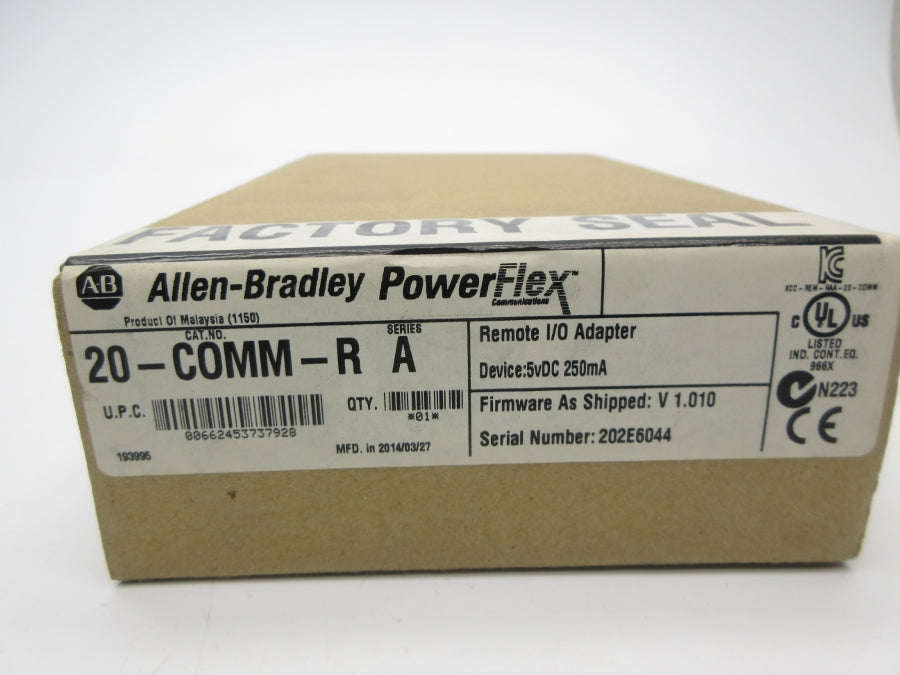 FACTORY SEAL
AB Allen-Bradley PowerFlex™
Communications
Product Of Malaysia (1150)
CAT.NO. SERIES
20-COMM-R A
U.P.C. QTY.
00662453737928
*01*
193995
MFD. in 2014/03/27
Remote I/O Adapter
Device:5vDC 250mA
Firmware As Shipped: V 1.010
Serial Number: 202E6044
KCC-REM-RAA-20-COMM
C UL US
LISTED
IND. CONT.EQ.
966X
N223
CE